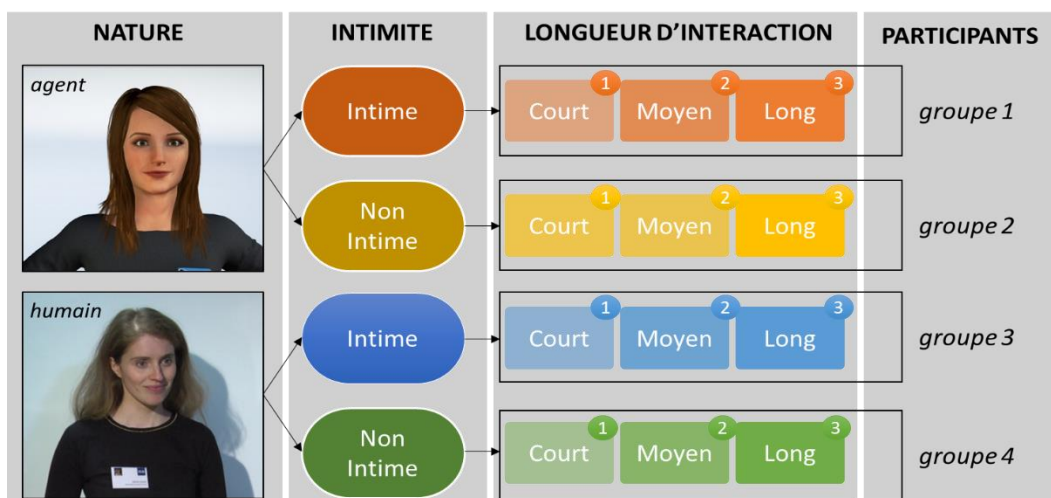 NATURE
INTIMITE
LONGUEUR D'INTERACTION
PARTICIPANTS
agent
Intime
1
2
3
Court
Moyen
Long
groupe 1
Non
Intime
1
2
3
Court
Moyen
Long
groupe 2
humain
Intime
1
2
3
Court
Moyen
Long
groupe 3
Non
Intime
1
2
3
Court
Moyen
Long
groupe 4